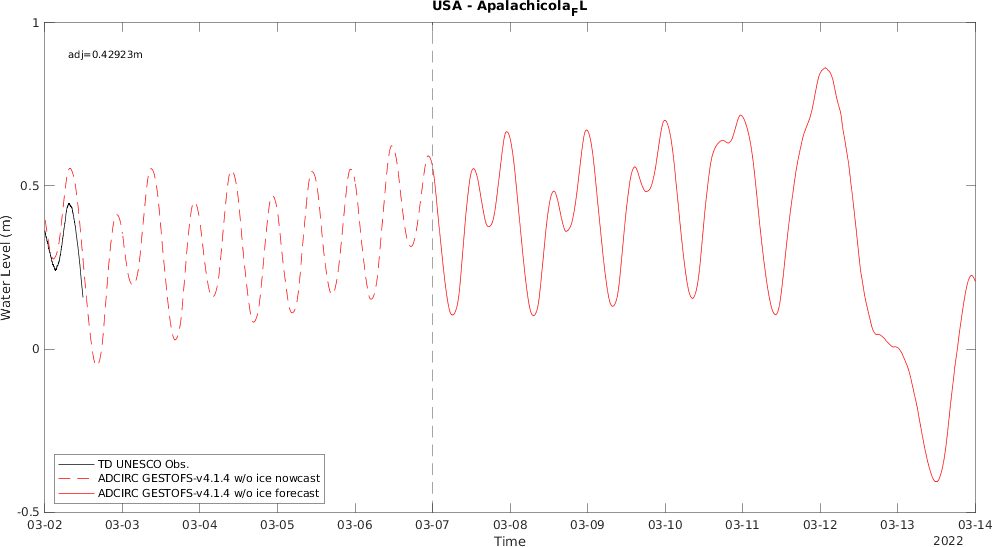 USA - Apalachicola_FL
adj=0.42923m
1
0.5
0
-0.5
Water Level (m)
TD UNESCO Obs.
ADCIRC GESTOFS-v4.1.4 w/o ice nowcast
ADCIRC GESTOFS-v4.1.4 w/o ice forecast
03-02 03-03 03-04 03-05 03-06 03-07 03-08 03-09 03-10 03-11 03-12 03-13 03-14
Time
2022